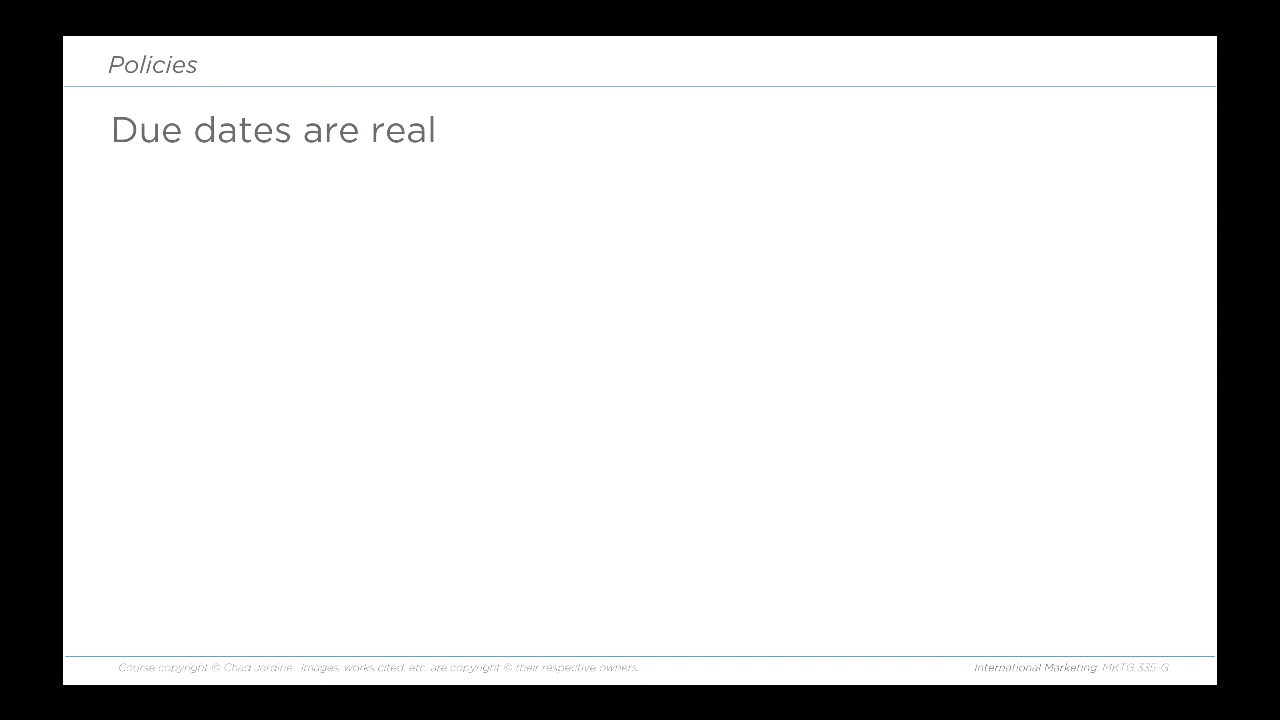 Policies
Due dates are real
Course copyright © Chad Jardine. Images, works cited, etc. are copyright © their respective owners.
International Marketing: MKTG 335-G